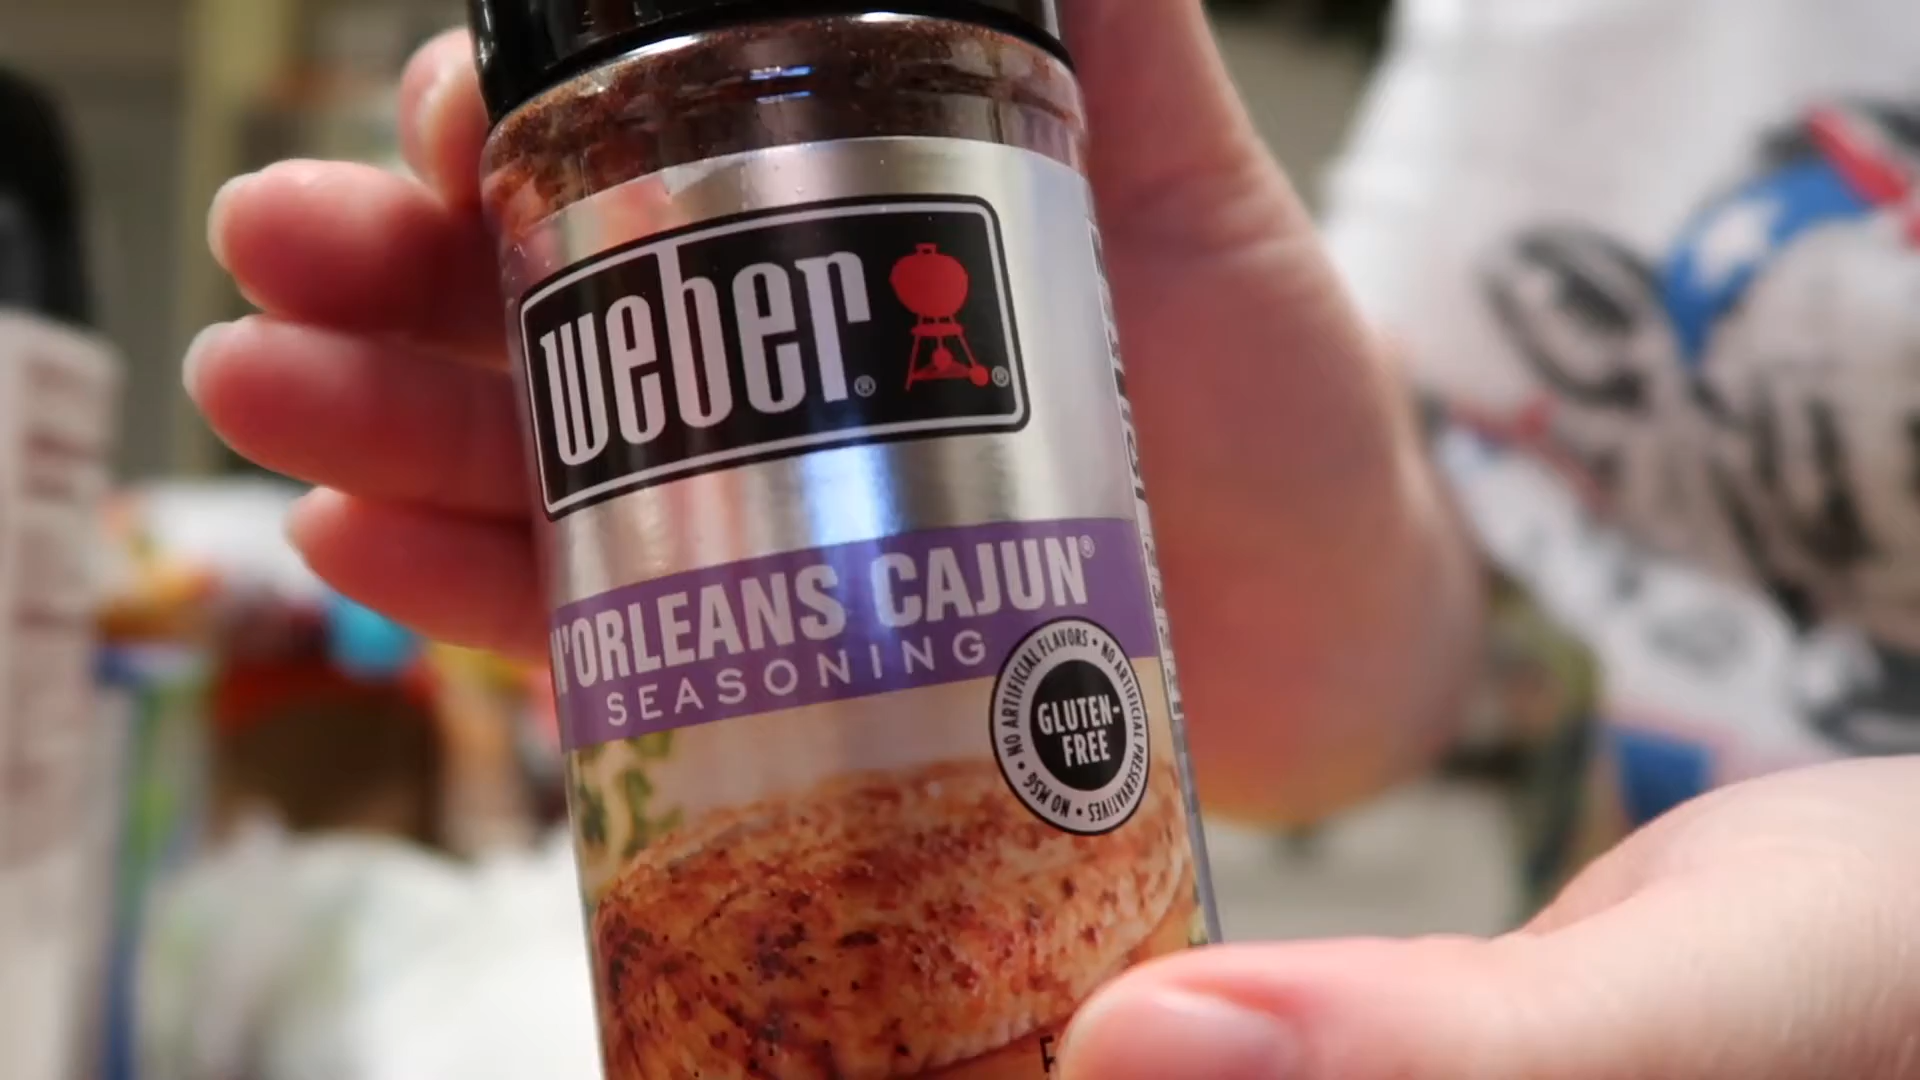 weber®
®
N'ORLEANS CAJUN®
SEASONING
NO ARTIFICIAL FLAVORS • NO ARTIFICIAL PRESERVATIVES • NO MSG •
GLUTEN-
FREE